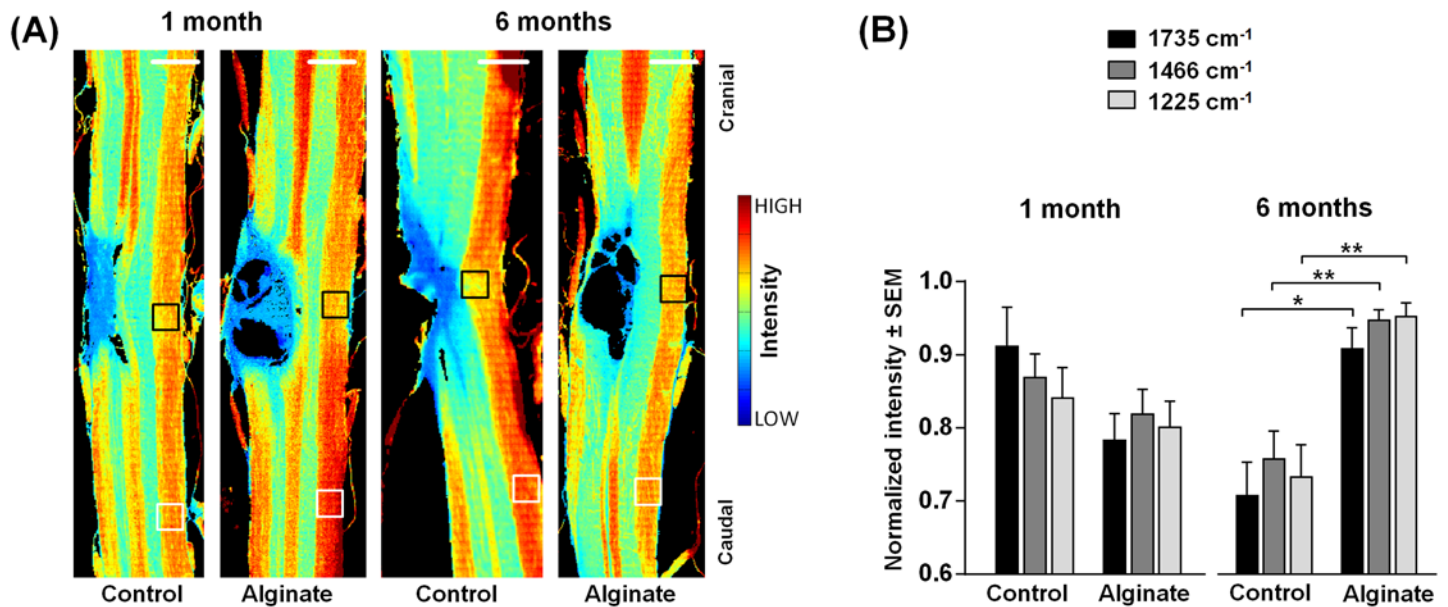 (A)
1 month
6 months
Cranial
Caudal
HIGH
Intensity
LOW
Control
Alginate
Control
Alginate
(B)
1735 cm⁻¹
1466 cm⁻¹
1225 cm⁻¹
1 month
6 months
**
**
*
Normalized intensity ± SEM
1.0
0.9
0.8
0.7
0.6
Control
Alginate
Control
Alginate